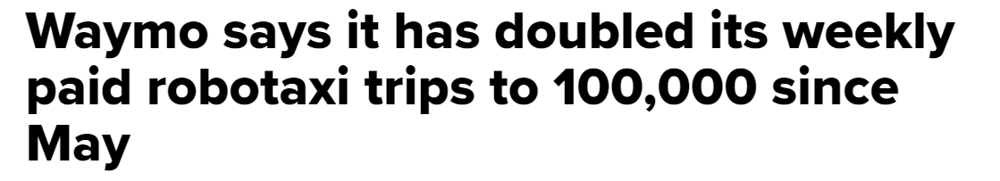 Waymo says it has doubled its weekly
paid robotaxi trips to 100,000 since
May